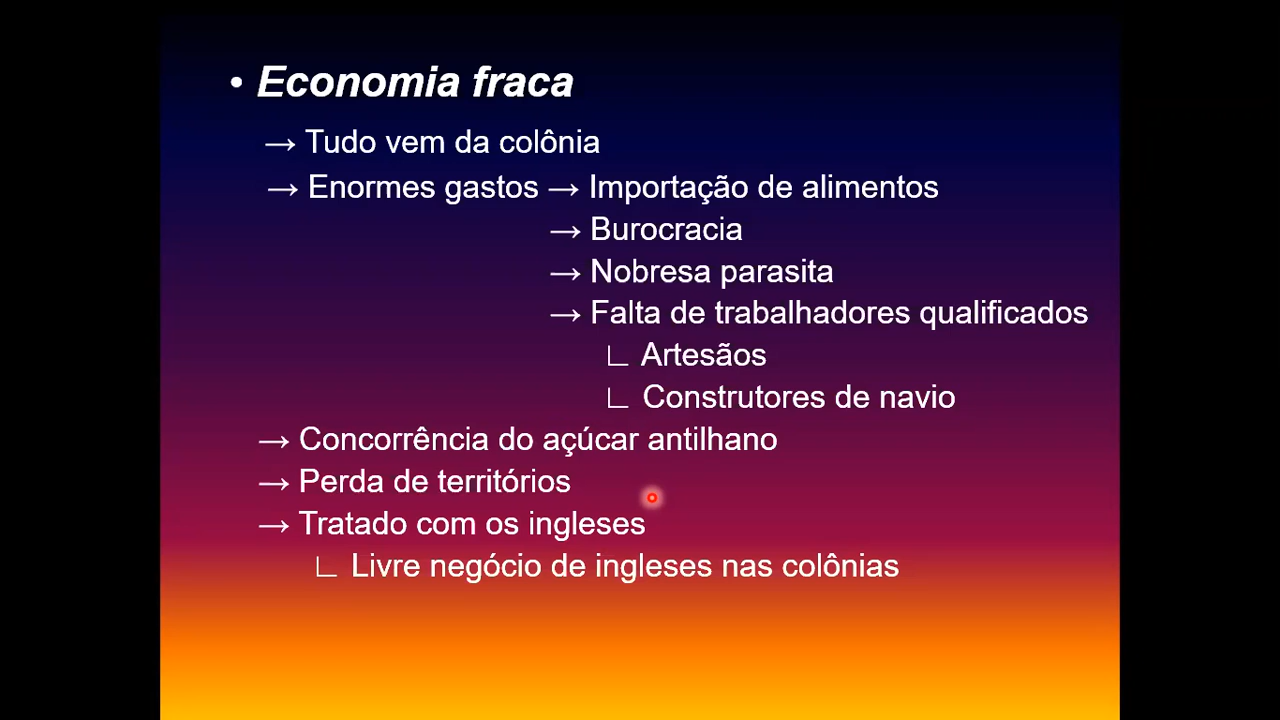 • Economia fraca
→ Tudo vem da colônia
→ Enormes gastos → Importação de alimentos
→ Burocracia
→ Nobresa parasita
→ Falta de trabalhadores qualificados
∟ Artesãos
∟ Construtores de navio
→ Concorrência do açúcar antilhano
→ Perda de territórios
→ Tratado com os ingleses
∟ Livre negócio de ingleses nas colônias